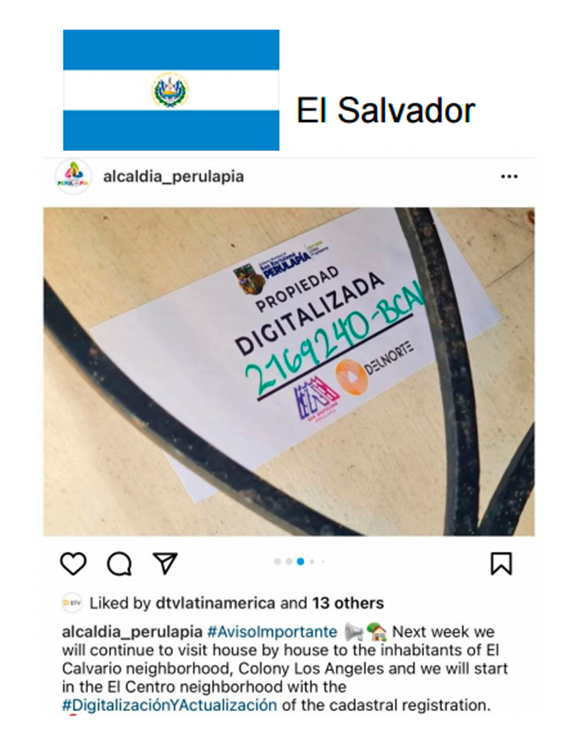 El Salvador
alcaldia_perulapia
PERULAPIA
PROPIEDAD
DIGITALIZADA
2169240-BCAN
DELNORTE
DTV Liked by dtvlatinamerica and 13 others
alcaldia_perulapia #AvisoImportante Next week we
will continue to visit house by house to the inhabitants of El
Calvario neighborhood, Colony Los Angeles and we will start
in the El Centro neighborhood with the
#DigitalizaciónYActualización of the cadastral registration.